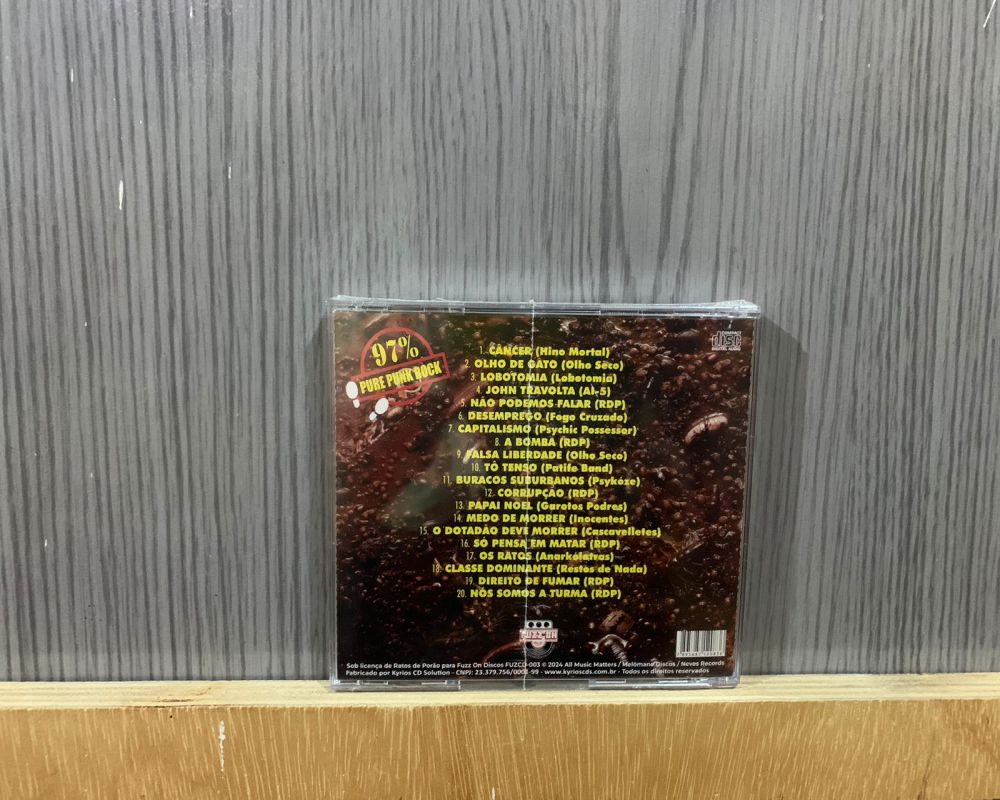 97%
PURE PUNK ROCK
COMPACT
disc
DIGITAL AUDIO
1. CÂNCER (Hino Mortal)
2. OLHO DE GATO (Olho Seco)
3. LOBOTOMIA (Lobotomia)
4. JOHN TRAVOLTA (AI-5)
5. NÃO PODEMOS FALAR (RDP)
6. DESEMPREGO (Fogo Cruzado)
7. CAPITALISMO (Psychic Possessor)
8. A BOMBA (RDP)
9. FALSA LIBERDADE (Olho Seco)
10. TÔ TENSO (Patife Band)
11. BURACOS SUBURBANOS (Psykóze)
12. CORRUPÇÃO (RDP)
13. PAPAI NOEL (Garotos Podres)
14. MEDO DE MORRER (Inocentes)
15. O DOTADÃO DEVE MORRER (Cascavelletes)
16. SÓ PENSA EM MATAR (RDP)
17. OS RATOS (Anarkólatras)
18. CLASSE DOMINANTE (Restos de Nada)
19. DIREITO DE FUMAR (RDP)
20. NÓS SOMOS A TURMA (RDP)
FUZZ ON
Sob licença de Ratos de Porão para Fuzz On Discos FUZCD-003 © 2024 All Music Matters / Melômano Discos / Neves Records
Fabricado por Kyrios CD Solution - CNPJ: 23.379.756/0001-99 - www.kyrioscds.com.br - Todos os direitos reservados